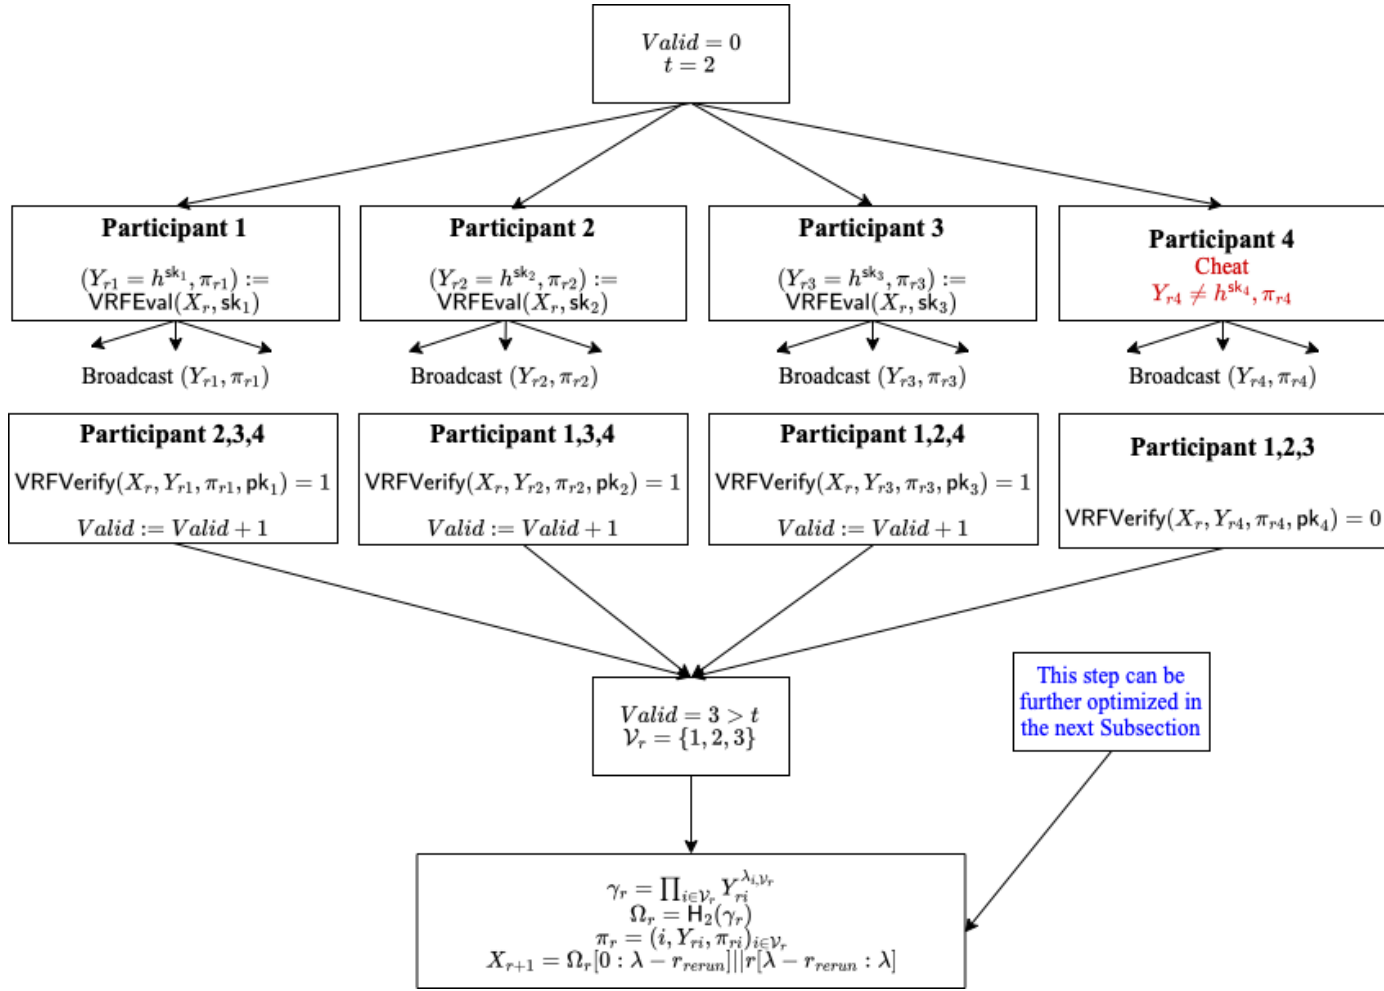 Valid = 0
t = 2
Participant 1
(Y_{r1} = h^{sk_1}, π_{r1}) :=
VRFEval(X_r, sk_1)
Participant 2
(Y_{r2} = h^{sk_2}, π_{r2}) :=
VRFEval(X_r, sk_2)
Participant 3
(Y_{r3} = h^{sk_3}, π_{r3}) :=
VRFEval(X_r, sk_3)
Participant 4
Cheat
Y_{r4} ≠ h^{sk_4}, π_{r4}
Broadcast (Y_{r1}, π_{r1})
Broadcast (Y_{r2}, π_{r2})
Broadcast (Y_{r3}, π_{r3})
Broadcast (Y_{r4}, π_{r4})
Participant 2,3,4
VRFVerify(X_r, Y_{r1}, π_{r1}, pk_1) = 1
Valid := Valid + 1
Participant 1,3,4
VRFVerify(X_r, Y_{r2}, π_{r2}, pk_2) = 1
Valid := Valid + 1
Participant 1,2,4
VRFVerify(X_r, Y_{r3}, π_{r3}, pk_3) = 1
Valid := Valid + 1
Participant 1,2,3
VRFVerify(X_r, Y_{r4}, π_{r4}, pk_4) = 0
Valid = 3 > t
𝒱_r = {1, 2, 3}
This step can be
further optimized in
the next Subsection
γ_r = ∏_{i∈𝒱_r} Y_{ri}^{λ_{i,𝒱_r}}
Ω_r = H_2(γ_r)
π_r = (i, Y_{ri}, π_{ri})_{i∈𝒱_r}
X_{r+1} = Ω_r[0 : λ − r_{rerun}]||r[λ − r_{rerun} : λ]